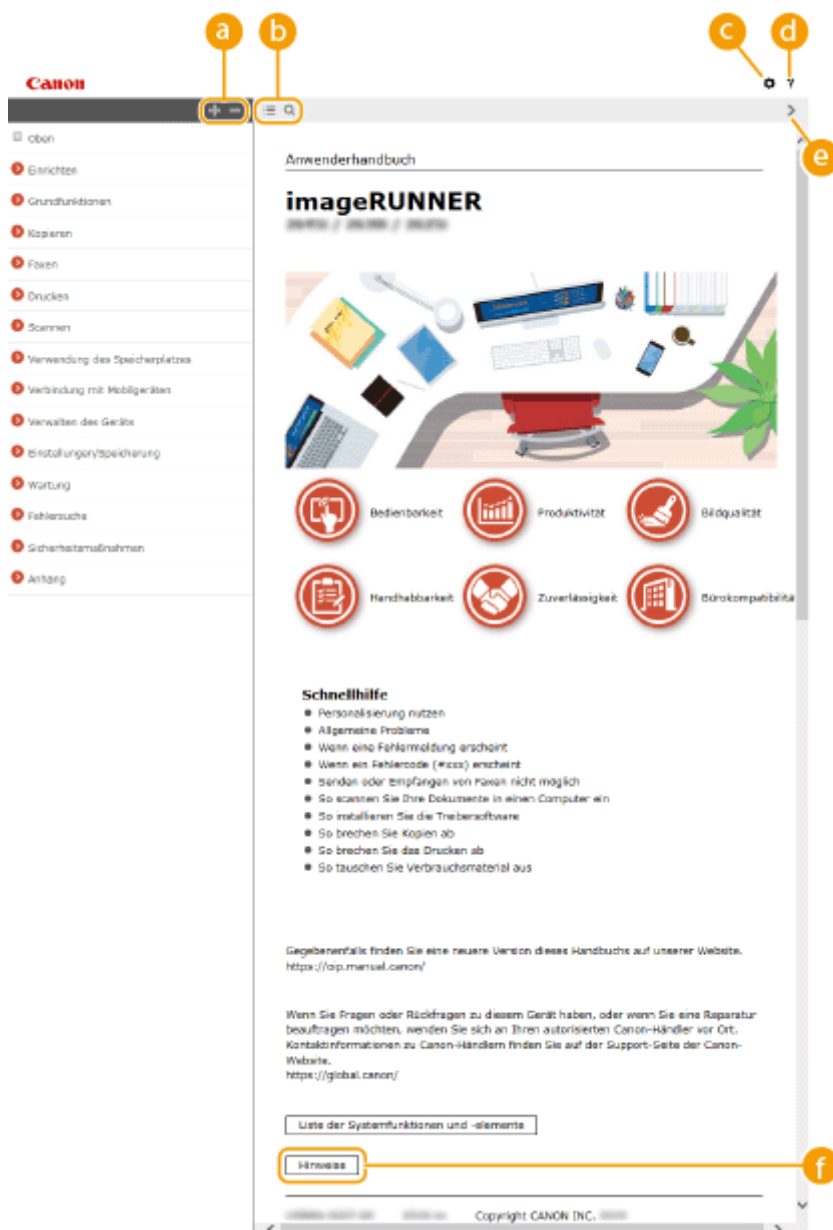 a b c d
Canon
?
e
Oben
Einrichten
Grundfunktionen
Kopieren
Faxen
Drucken
Scannen
Verwendung des Speicherplatzes
Verbindung mit Mobilgeräten
Verwalten des Geräts
Einstellungen/Speicherung
Wartung
Fehlersuche
Sicherheitsmaßnahmen
Anhang
Anwenderhandbuch
imageRUNNER
Bedienbarkeit
Produktivität
Bildqualität
Handhabbarkeit
Zuverlässigkeit
Bürokompatibilitä
Schnellhilfe
Personalisierung nutzen
Allgemeine Probleme
Wenn eine Fehlermeldung erscheint
Wenn ein Fehlercode (#xxx) erscheint
Senden oder Empfangen von Faxen nicht möglich
So scannen Sie Ihre Dokumente in einen Computer ein
So installieren Sie die Treibersoftware
So brechen Sie Kopien ab
So brechen Sie das Drucken ab
So tauschen Sie Verbrauchsmaterial aus
Gegebenenfalls finden Sie eine neuere Version dieses Handbuchs auf unserer Website.
https://oip.manual.canon/
Wenn Sie Fragen oder Rückfragen zu diesem Gerät haben, oder wenn Sie eine Reparatur
beauftragen möchten, wenden Sie sich an Ihren autorisierten Canon-Händler vor Ort.
Kontaktinformationen zu Canon-Händlern finden Sie auf der Support-Seite der Canon-
Website.
https://global.canon/
Liste der Systemfunktionen und -elemente
Hinweise
f
Copyright CANON INC.